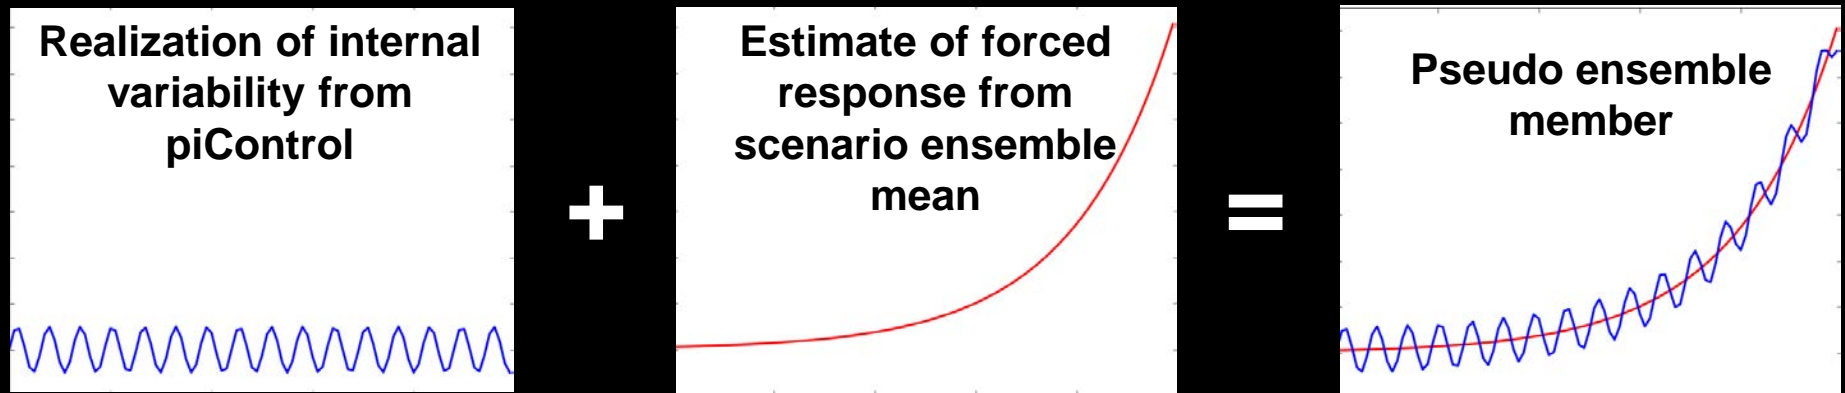 Realization of internal
variability from
piControl
+
Estimate of forced
response from
scenario ensemble
mean
=
Pseudo ensemble
member